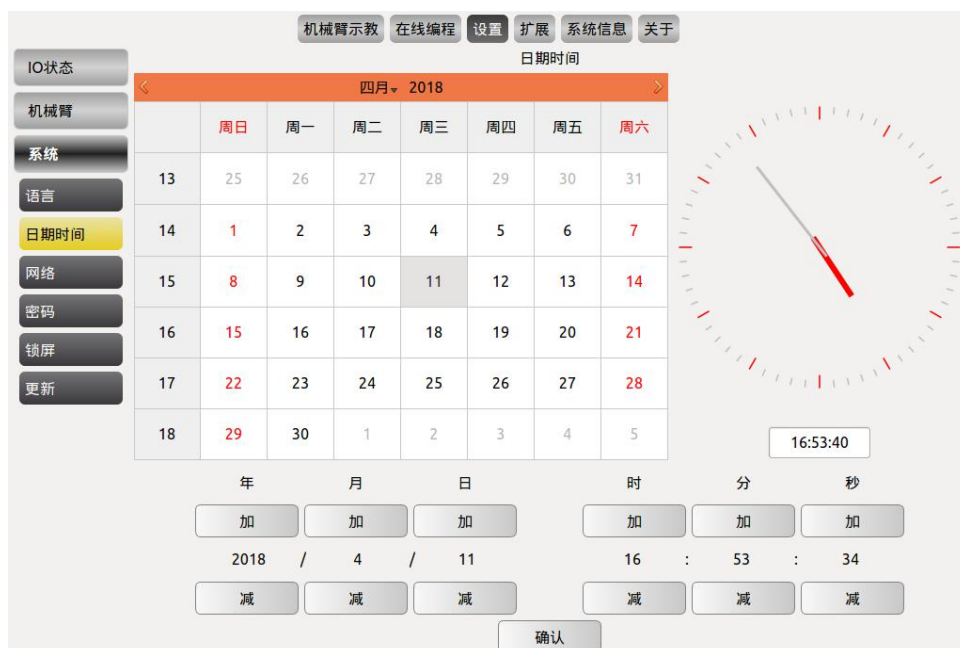 机械臂示教 在线编程 设置 扩展 系统信息 关于
日期时间
IO状态
机械臂
系统
语言
日期时间
网络
密码
锁屏
更新
四月 2018
周日 周一 周二 周三 周四 周五 周六
13 25 26 27 28 29 30 31
14 1 2 3 4 5 6 7
15 8 9 10 11 12 13 14
16 15 16 17 18 19 20 21
17 22 23 24 25 26 27 28
18 29 30 1 2 3 4 5
16:53:40
年 月 日 时 分 秒
加 加 加 加 加 加
2018 / 4 / 11 16 : 53 : 34
减 减 减 减 减 减
确认